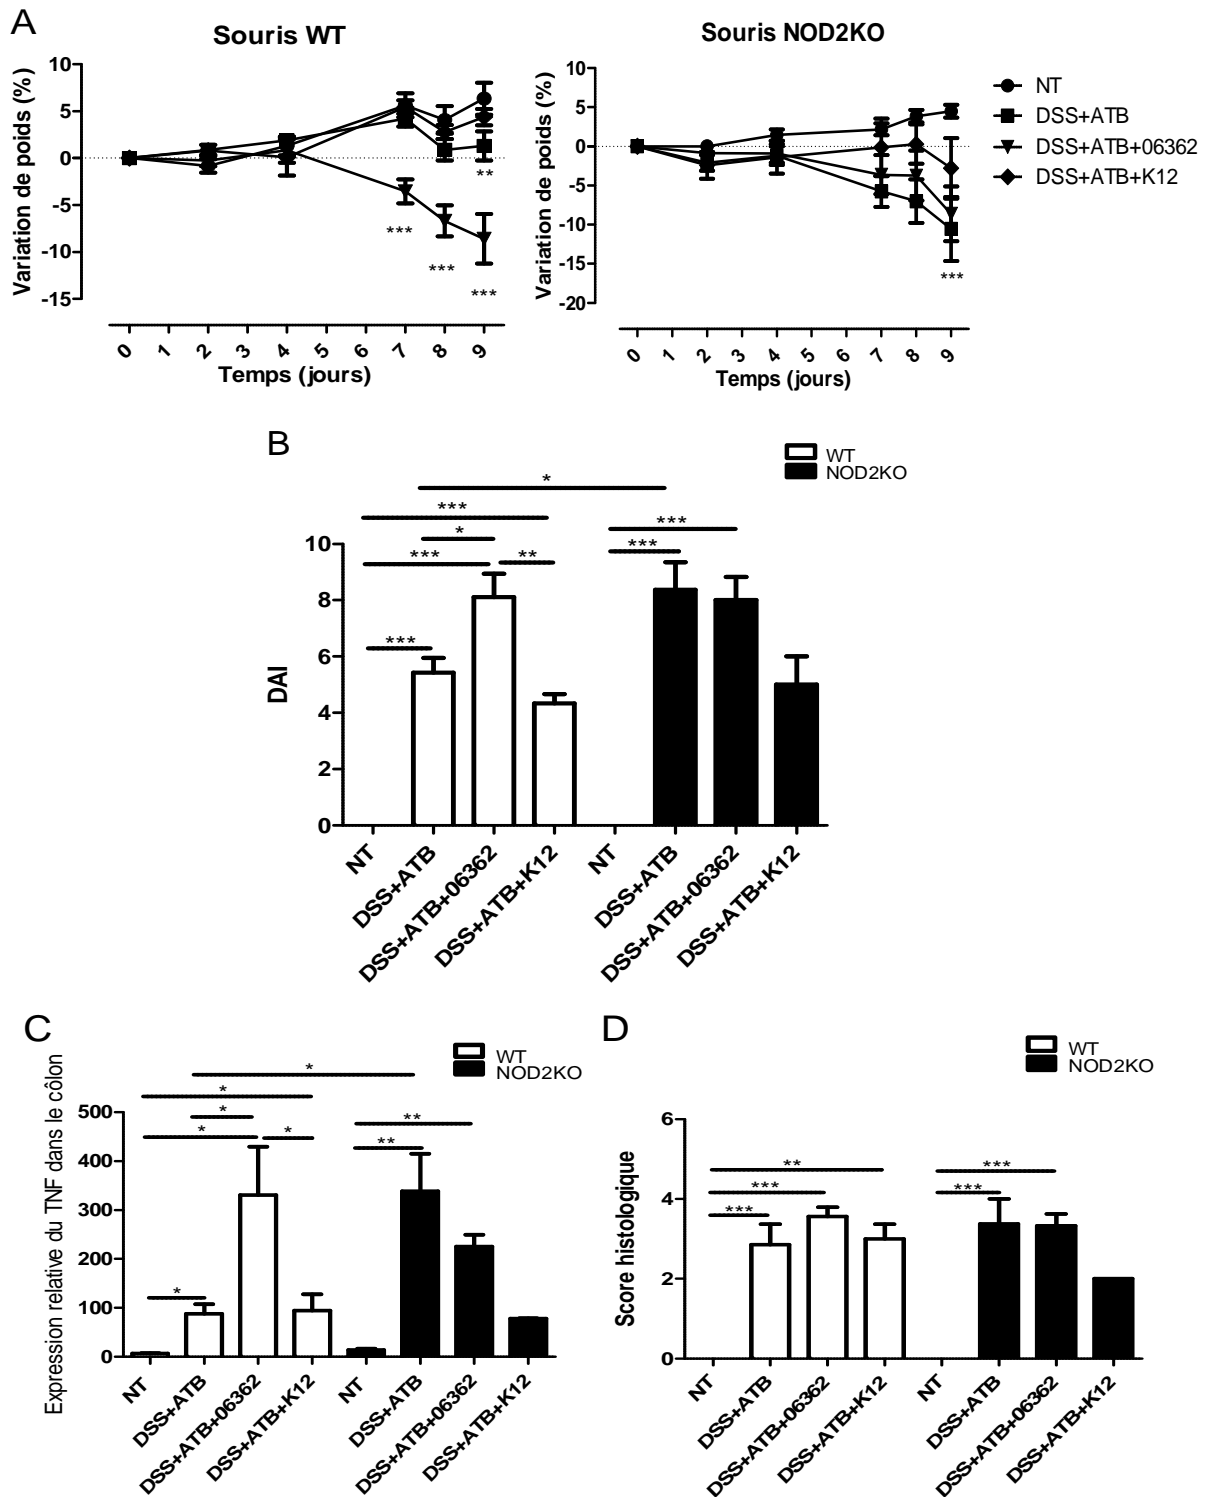 A
Souris WT
Souris NOD2KO
Variation de poids (%)
10
5
0
-5
-10
-15
**
***
***
***
0 1 2 3 4 5 6 7 8 9
Temps (jours)
Variation de poids (%)
10
5
0
-5
-10
-15
-20
***
0 1 2 3 4 5 6 7 8 9
Temps (jours)
NT
DSS+ATB
DSS+ATB+06362
DSS+ATB+K12
B
WT
NOD2KO
*
***
*
***
**
***
***
***
DAI
10
8
6
4
2
0
NT
DSS+ATB
DSS+ATB+06362
DSS+ATB+K12
NT
DSS+ATB
DSS+ATB+06362
DSS+ATB+K12
C
WT
NOD2KO
Expression relative du TNF dans le côlon
*
*
*
*
*
*
**
**
500
400
300
200
100
0
NT
DSS+ATB
DSS+ATB+06362
DSS+ATB+K12
NT
DSS+ATB
DSS+ATB+06362
DSS+ATB+K12
D
WT
NOD2KO
Score histologique
6
4
2
0
**
***
***
***
***
NT
DSS+ATB
DSS+ATB+06362
DSS+ATB+K12
NT
DSS+ATB
DSS+ATB+06362
DSS+ATB+K12